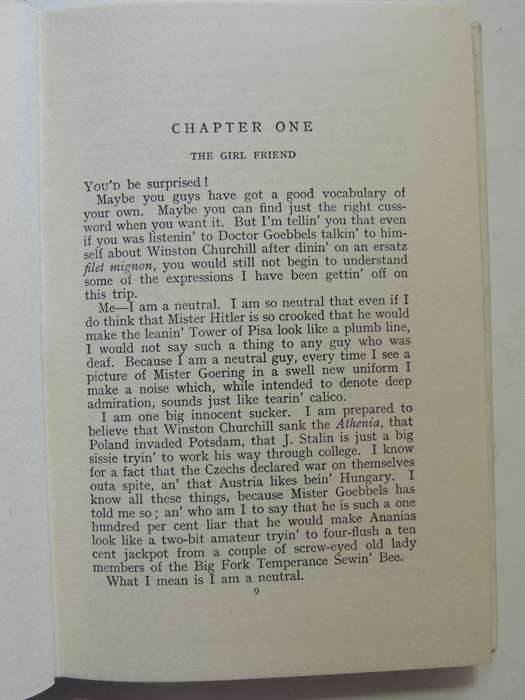 CHAPTER ONE
THE GIRL FRIEND
YOU'D be surprised!
Maybe you guys have got a good vocabulary of
your own. Maybe you can find just the right cuss-
word when you want it. But I'm tellin' you that even
if you was listenin' to Doctor Goebbels talkin' to him-
self about Winston Churchill after dinin' on an ersatz
filet mignon, you would still not begin to understand
some of the expressions I have been gettin' off on
this trip.
Me—I am a neutral. I am so neutral that even if I
do think that Mister Hitler is so crooked that he would
make the leanin' Tower of Pisa look like a plumb line,
I would not say such a thing to any guy who was
deaf. Because I am a neutral guy, every time I see a
picture of Mister Goering in a swell new uniform I
make a noise which, while intended to denote deep
admiration, sounds just like tearin' calico.
I am one big innocent sucker. I am prepared to
believe that Winston Churchill sank the Athenia, that
Poland invaded Potsdam, that J. Stalin is just a big
sissie tryin' to work his way through college. I know
for a fact that the Czechs declared war on themselves
outa spite, an' that Austria likes bein' Hungary. I
know all these things, because Mister Goebbels has
told me so; an' who am I to say that he is such a one
hundred per cent liar that he would make Ananias
look like a two-bit amateur tryin' to four-flush a ten
cent jackpot from a couple of screw-eyed old lady
members of the Big Fork Temperance Sewin' Bee.
What I mean is I am a neutral.
9